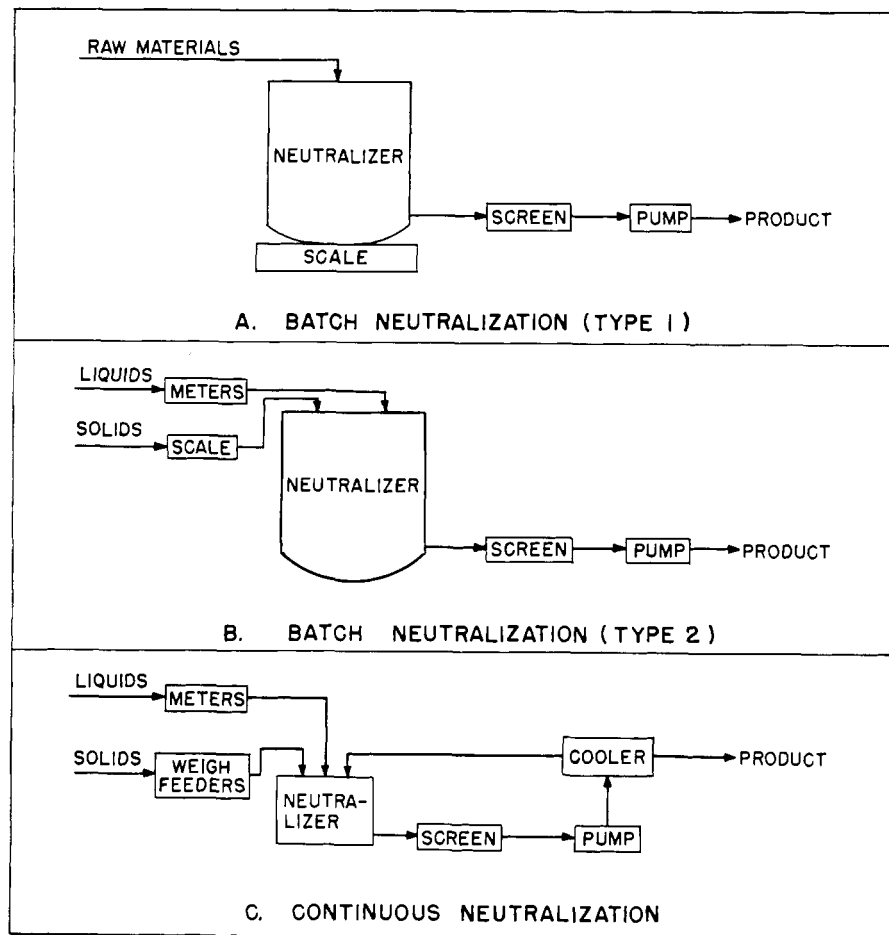 RAW MATERIALS
NEUTRALIZER
SCREEN
PUMP
PRODUCT
SCALE
A. BATCH NEUTRALIZATION (TYPE 1)
LIQUIDS
METERS
SOLIDS
SCALE
NEUTRALIZER
SCREEN
PUMP
PRODUCT
B. BATCH NEUTRALIZATION (TYPE 2)
LIQUIDS
METERS
SOLIDS
WEIGH
FEEDERS
COOLER
PRODUCT
NEUTRA-
LIZER
SCREEN
PUMP
C. CONTINUOUS NEUTRALIZATION